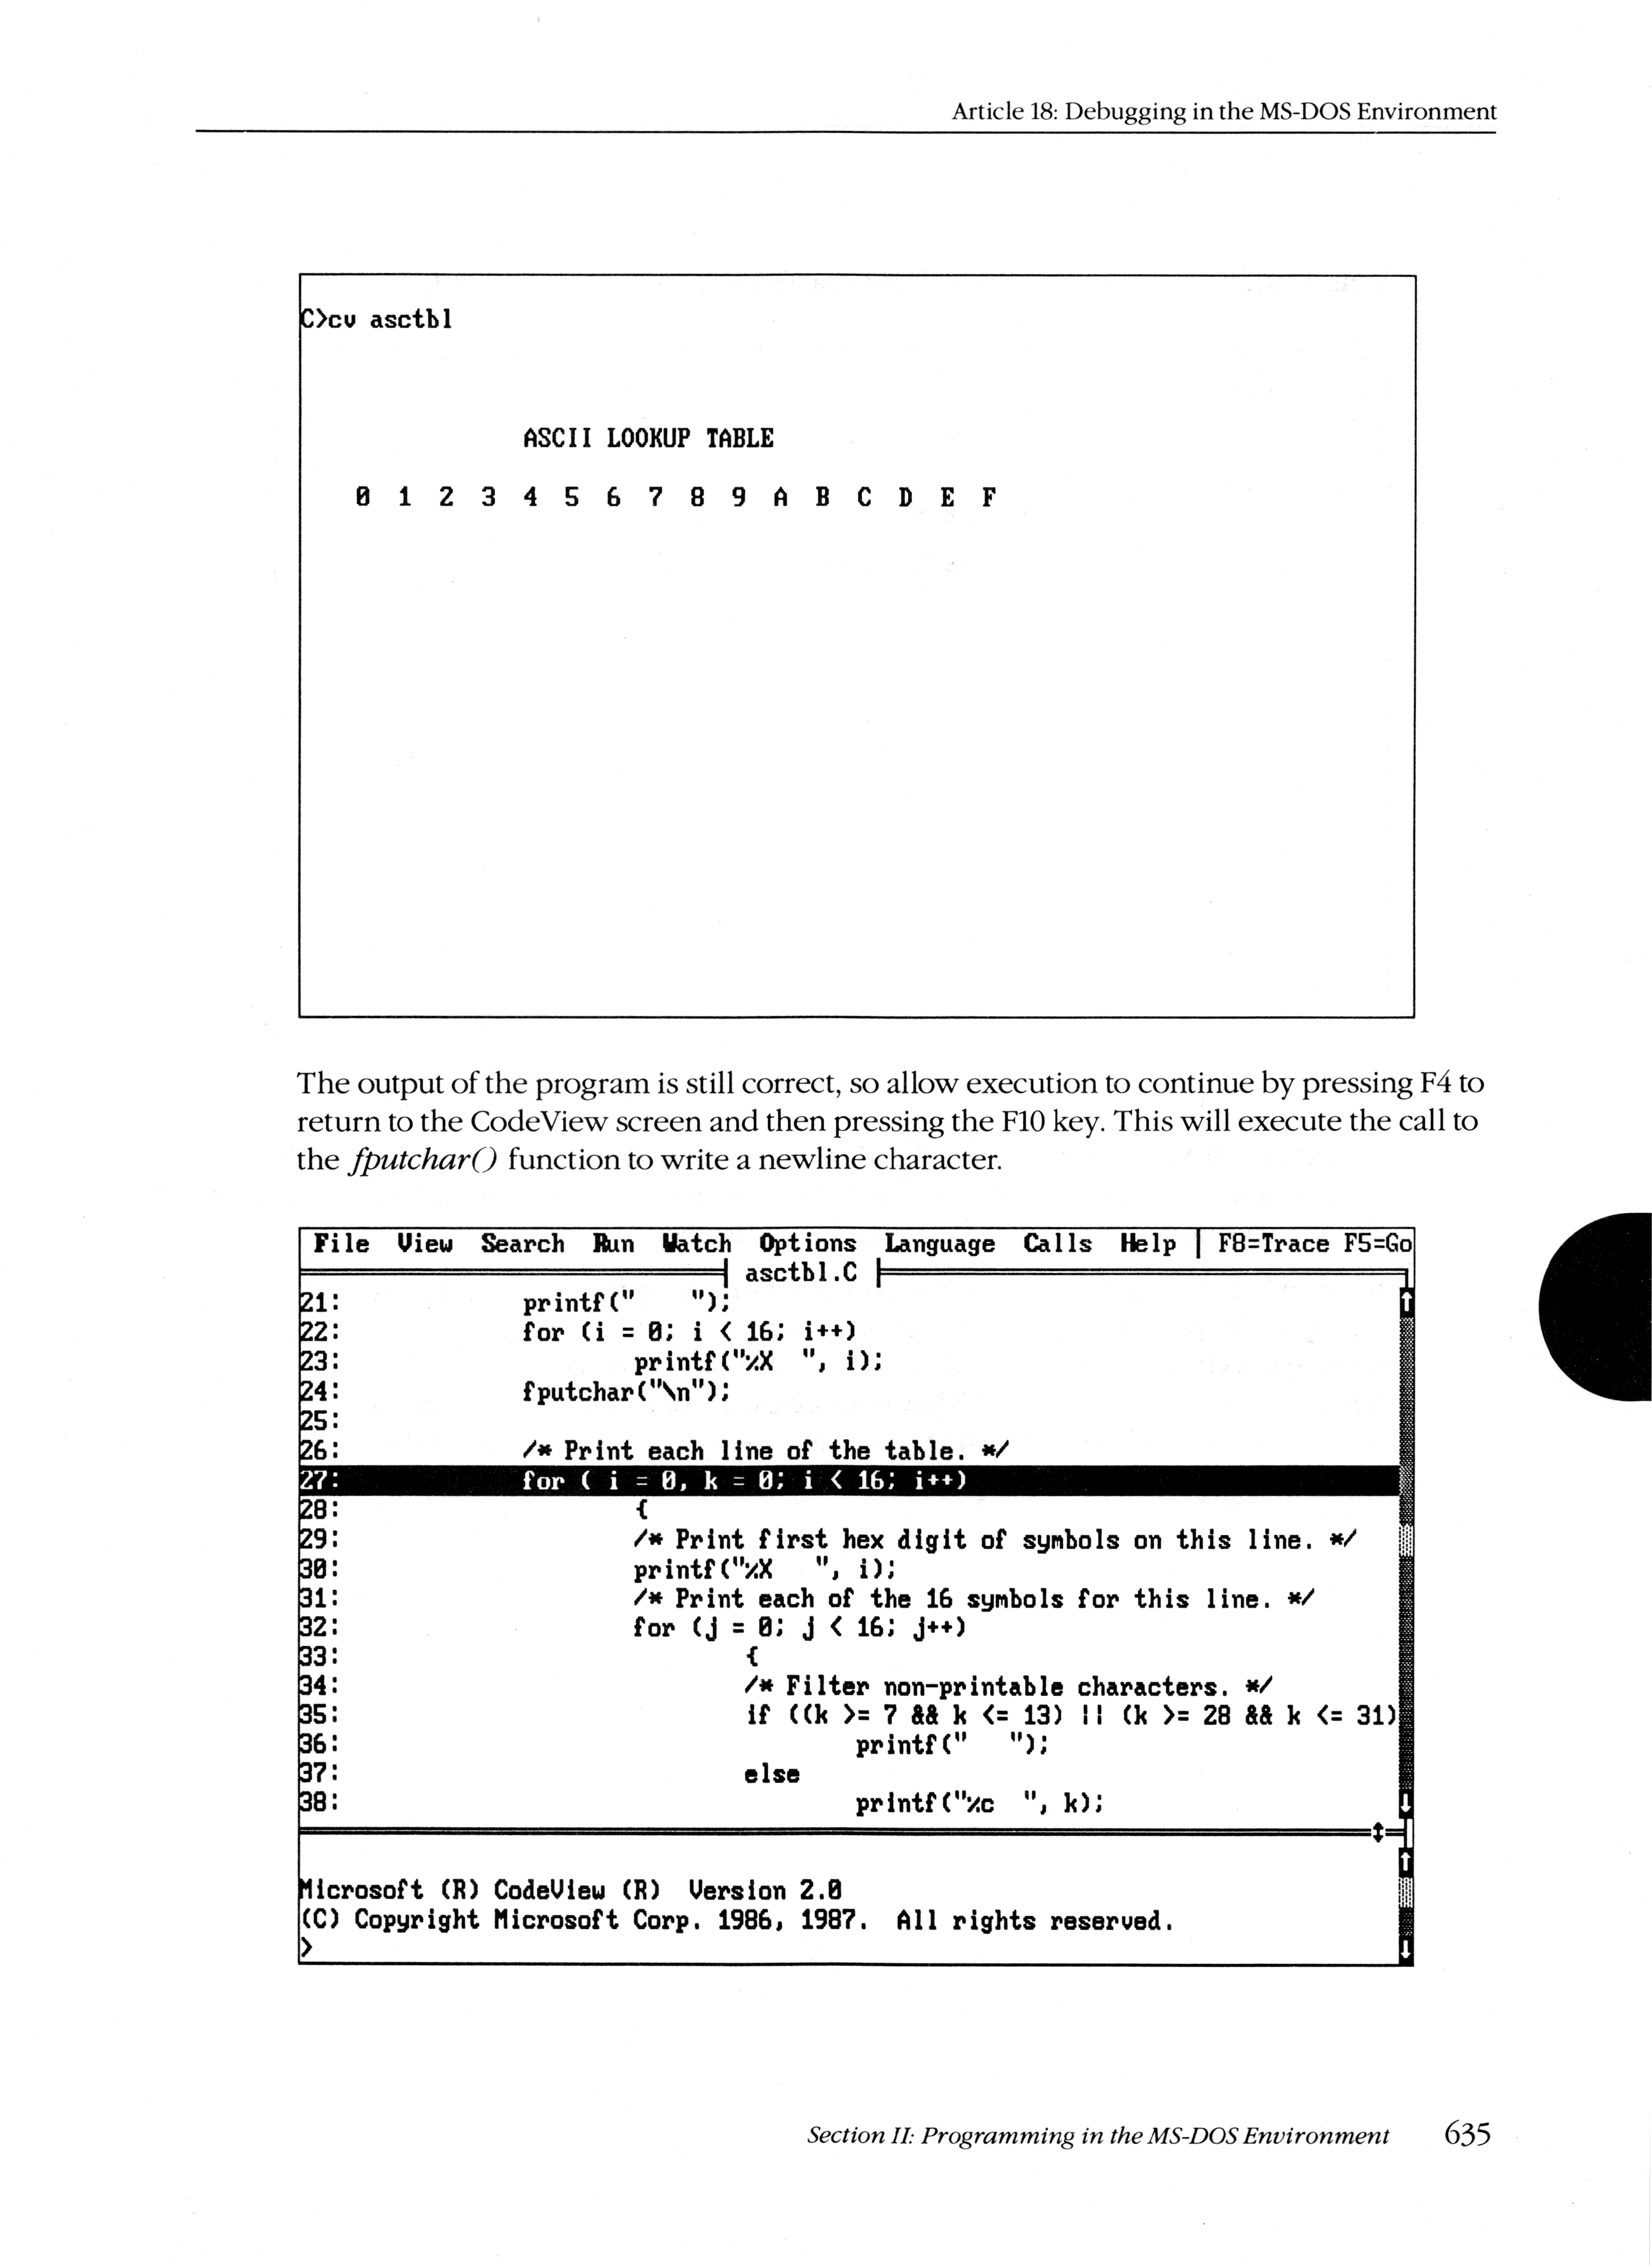 Article 18: Debugging in the MS-DOS Environment
C>cv asctbl
ASCII LOOKUP TABLE
0 1 2 3 4 5 6 7 8 9 A B C D E F
The output of the program is still correct, so allow execution to continue by pressing F4 to
return to the CodeView screen and then pressing the F10 key. This will execute the call to
the fputchar() function to write a newline character.
File View Search Run Watch Options Language Calls Help | F8=Trace F5=Go
asctbl.C
21: printf("    ");
22: for (i = 0; i < 16; i++)
23: printf("%X  ", i);
24: fputchar("\n");
25:
26: /* Print each line of the table. */
27: for ( i = 0, k = 0; i < 16; i++)
28: {
29: /* Print first hex digit of symbols on this line. */
30: printf("%X   ", i);
31: /* Print each of the 16 symbols for this line. */
32: for (j = 0; j < 16; j++)
33: {
34: /* Filter non-printable characters. */
35: if ((k >= 7 && k <= 13) || (k >= 28 && k <= 31)
36: printf("   ");
37: else
38: printf("%c  ", k);
Microsoft (R) CodeView (R)  Version 2.0
(C) Copyright Microsoft Corp. 1986, 1987.  All rights reserved.
>
Section II: Programming in the MS-DOS Environment 635